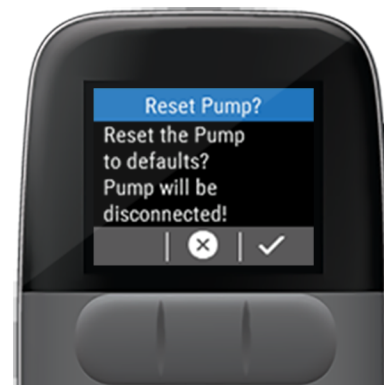 Reset Pump?
Reset the Pump
to defaults?
Pump will be
disconnected!